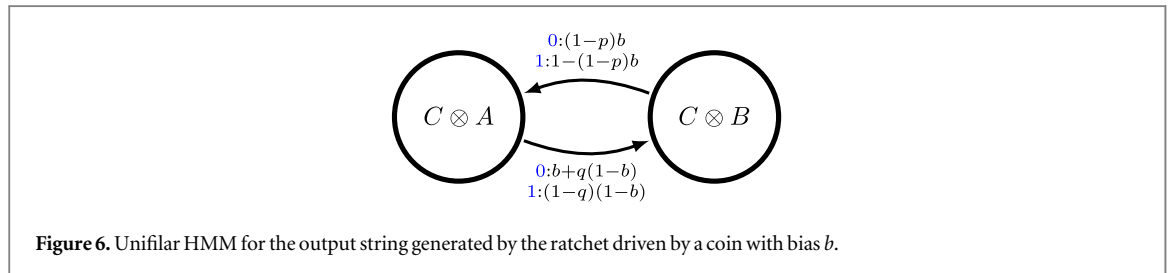 0:(1−p)b
1:1−(1−p)b
C ⊗ A
C ⊗ B
0:b+q(1−b)
1:(1−q)(1−b)
Figure 6. Unifilar HMM for the output string generated by the ratchet driven by a coin with bias b.